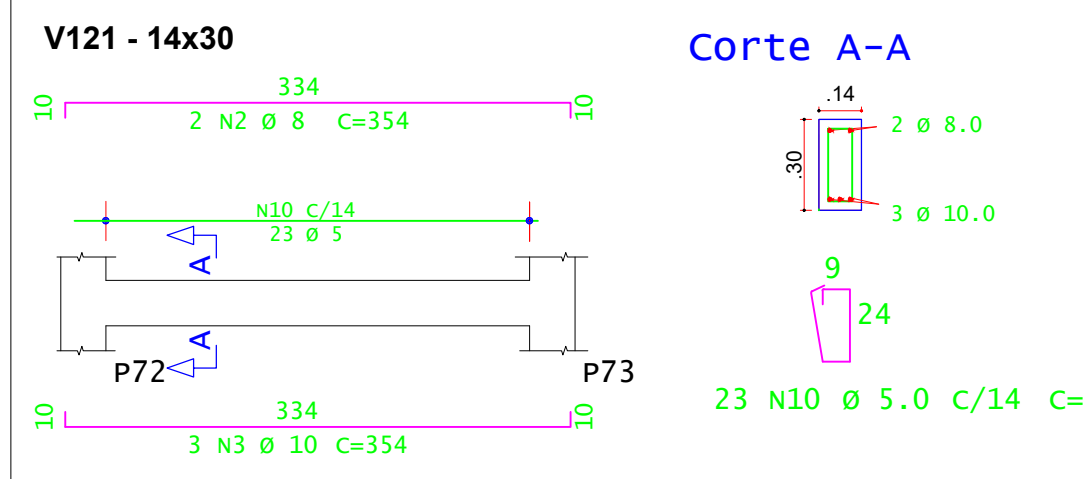 V121 - 14x30
Corte A-A
334
10
10
2 N2 Ø 8 C=354
.14
2 Ø 8.0
.30
3 Ø 10.0
N10 C/14
23 Ø 5
A
A
P72
P73
9
24
23 N10 Ø 5.0 C/14 C=
334
10
10
3 N3 Ø 10 C=354